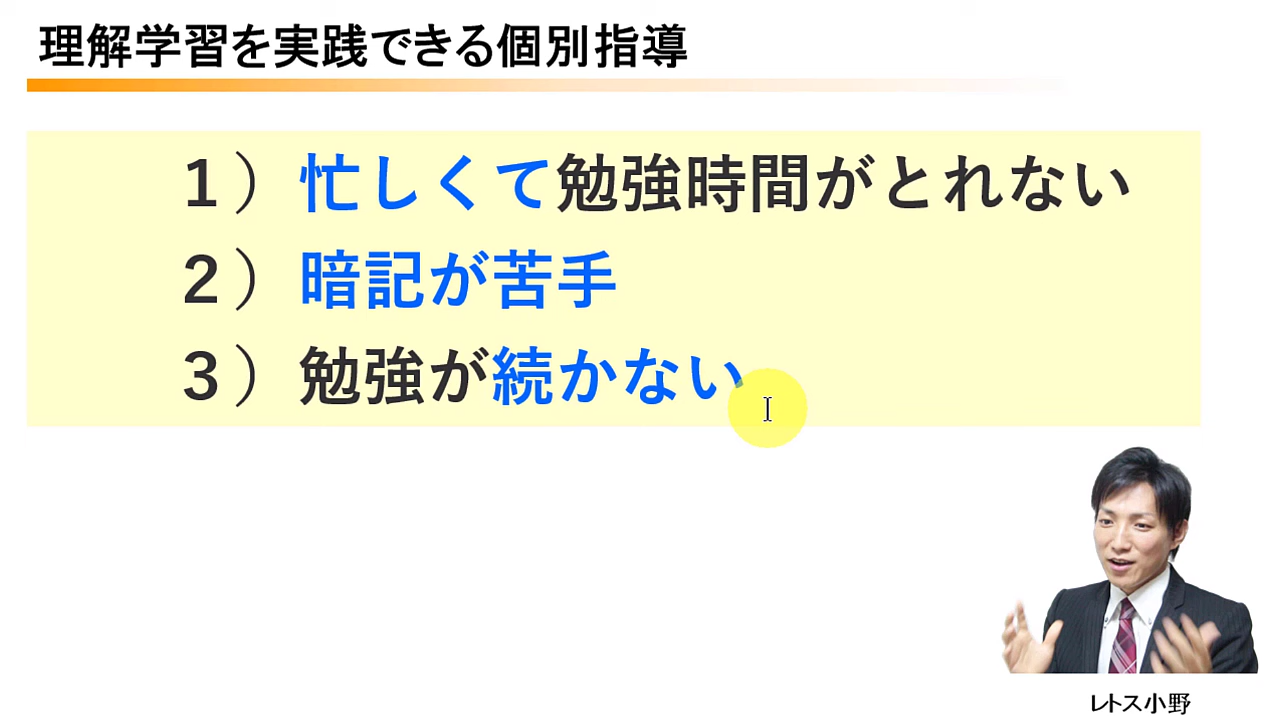 理解学習を実践できる個別指導
１）忙しくて勉強時間がとれない
２）暗記が苦手
３）勉強が続かない
レトス小野